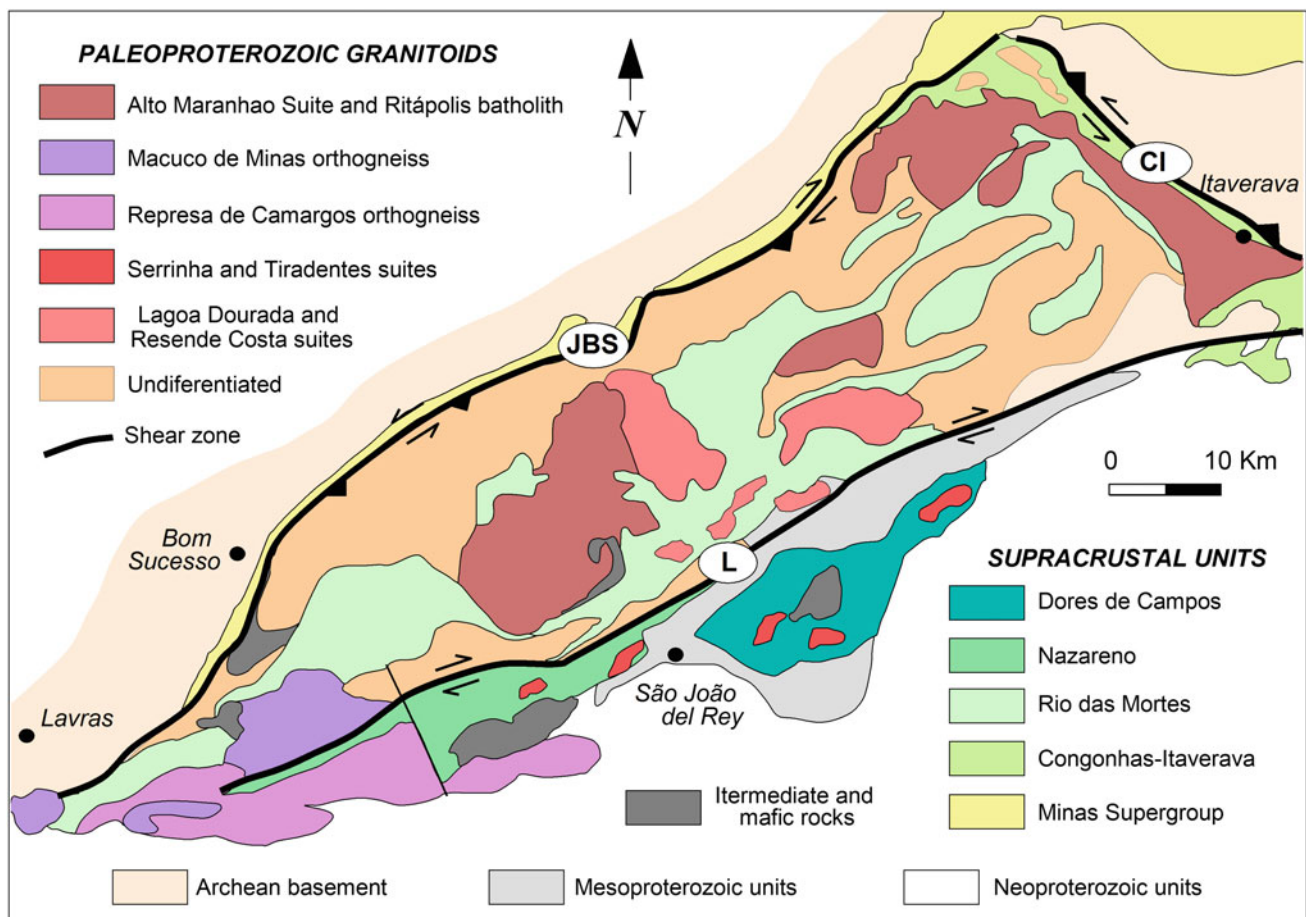 PALEOPROTEROZOIC GRANITOIDS
Alto Maranhao Suite and Ritápolis batholith
Macuco de Minas orthogneiss
Represa de Camargos orthogneiss
Serrinha and Tiradentes suites
Lagoa Dourada and
Resende Costa suites
Undiferentiated
Shear zone
N
CI
Itaverava
JBS
0 10 Km
Bom
Sucesso
L
São João
del Rey
Lavras
SUPRACRUSTAL UNITS
Dores de Campos
Nazareno
Rio das Mortes
Congonhas-Itaverava
Minas Supergroup
Itermediate and
mafic rocks
Archean basement
Mesoproterozoic units
Neoproterozoic units